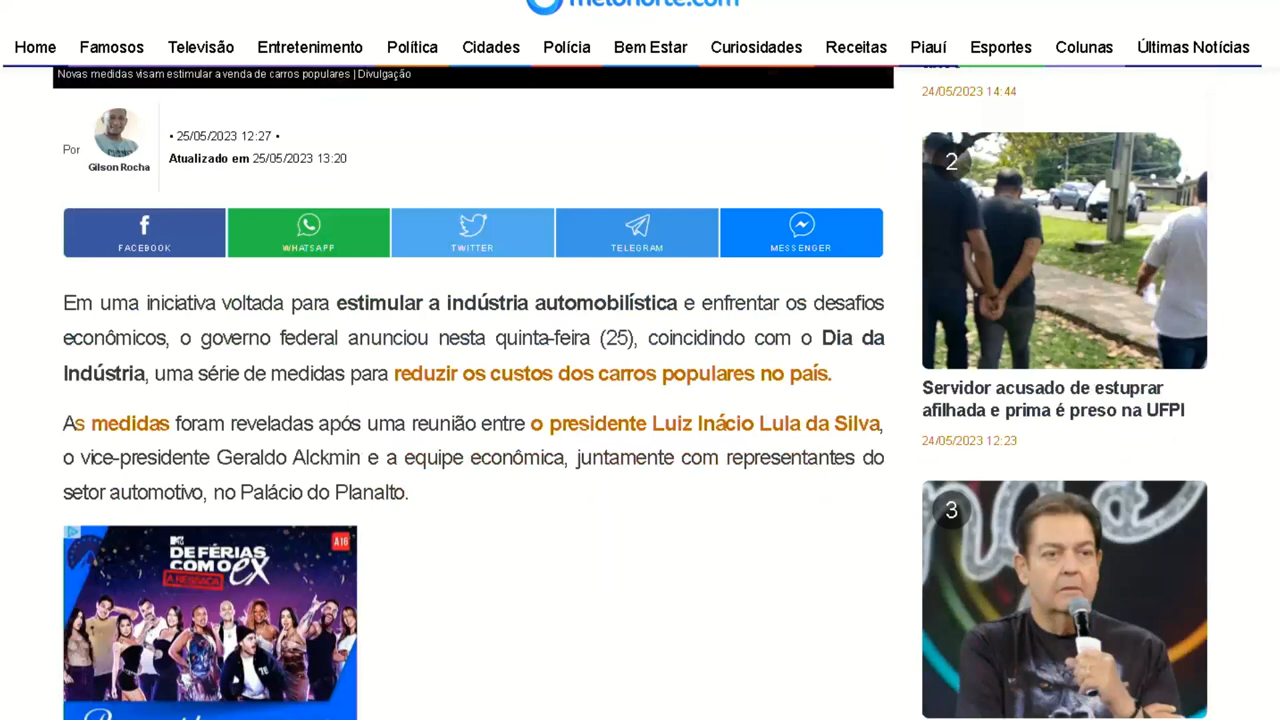 meionorte.com
Home Famosos Televisão Entretenimento Política Cidades Polícia Bem Estar Curiosidades Receitas Piauí Esportes Colunas Últimas Notícias
Novas medidas visam estimular a venda de carros populares | Divulgação
Por
Gilson Rocha
• 25/05/2023 12:27 •
Atualizado em 25/05/2023 13:20
FACEBOOK
WHATSAPP
TWITTER
TELEGRAM
MESSENGER
Em uma iniciativa voltada para estimular a indústria automobilística e enfrentar os desafios
econômicos, o governo federal anunciou nesta quinta-feira (25), coincidindo com o Dia da
Indústria, uma série de medidas para reduzir os custos dos carros populares no país.
As medidas foram reveladas após uma reunião entre o presidente Luiz Inácio Lula da Silva,
o vice-presidente Geraldo Alckmin e a equipe econômica, juntamente com representantes do
setor automotivo, no Palácio do Planalto.
MTV
A16
DE FÉRIAS
COM O EX
A RESSACA
24/05/2023 14:44
2
Servidor acusado de estuprar
afilhada e prima é preso na UFPI
24/05/2023 12:23
3